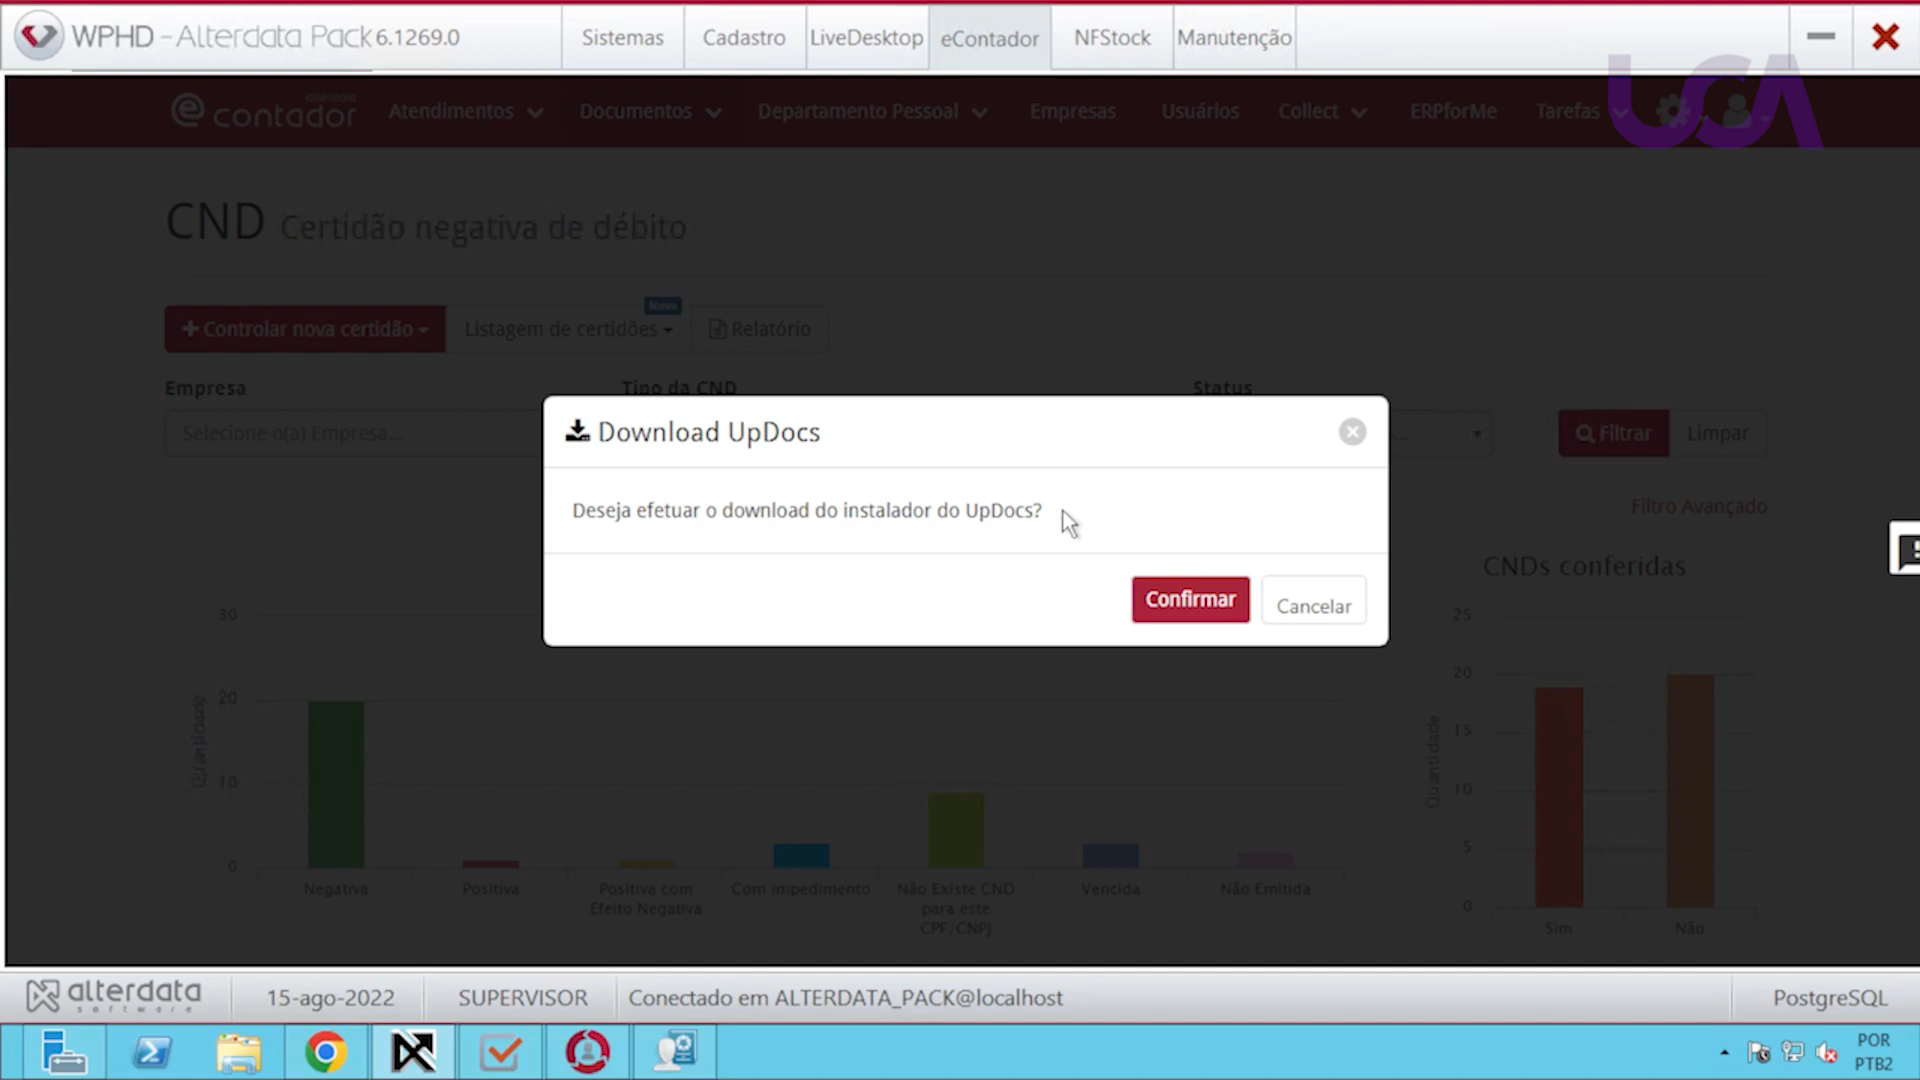 WPHD - Alterdata Pack 6.1269.0
Sistemas
Cadastro
LiveDesktop
eContador
NFStock
Manutenção
UCA
e contador
Atendimentos
Documentos
Departamento Pessoal
Empresas
Usuários
Collect
ERPforMe
Tarefas
CND Certidão negativa de débito
Controlar nova certidão
Listagem de certidões
Novo
Relatório
Empresa
Tipo da CND
Status
Selecione o(a) Empresa...
Filtrar
Limpar
Filtro Avançado
Download UpDocs
Deseja efetuar o download do instalador do UpDocs?
Confirmar
Cancelar
CNDs conferidas
Quantidade
30
20
10
0
Negativa
Positiva
Positiva com
Efeito Negativa
Com impedimento
Não Existe CND
para este
CPF/CNPJ
Vencida
Não Emitida
Quantidade
25
20
15
10
5
0
Sim
Não
alterdata
software
15-ago-2022
SUPERVISOR
Conectado em ALTERDATA_PACK@localhost
PostgreSQL
POR
PTB2